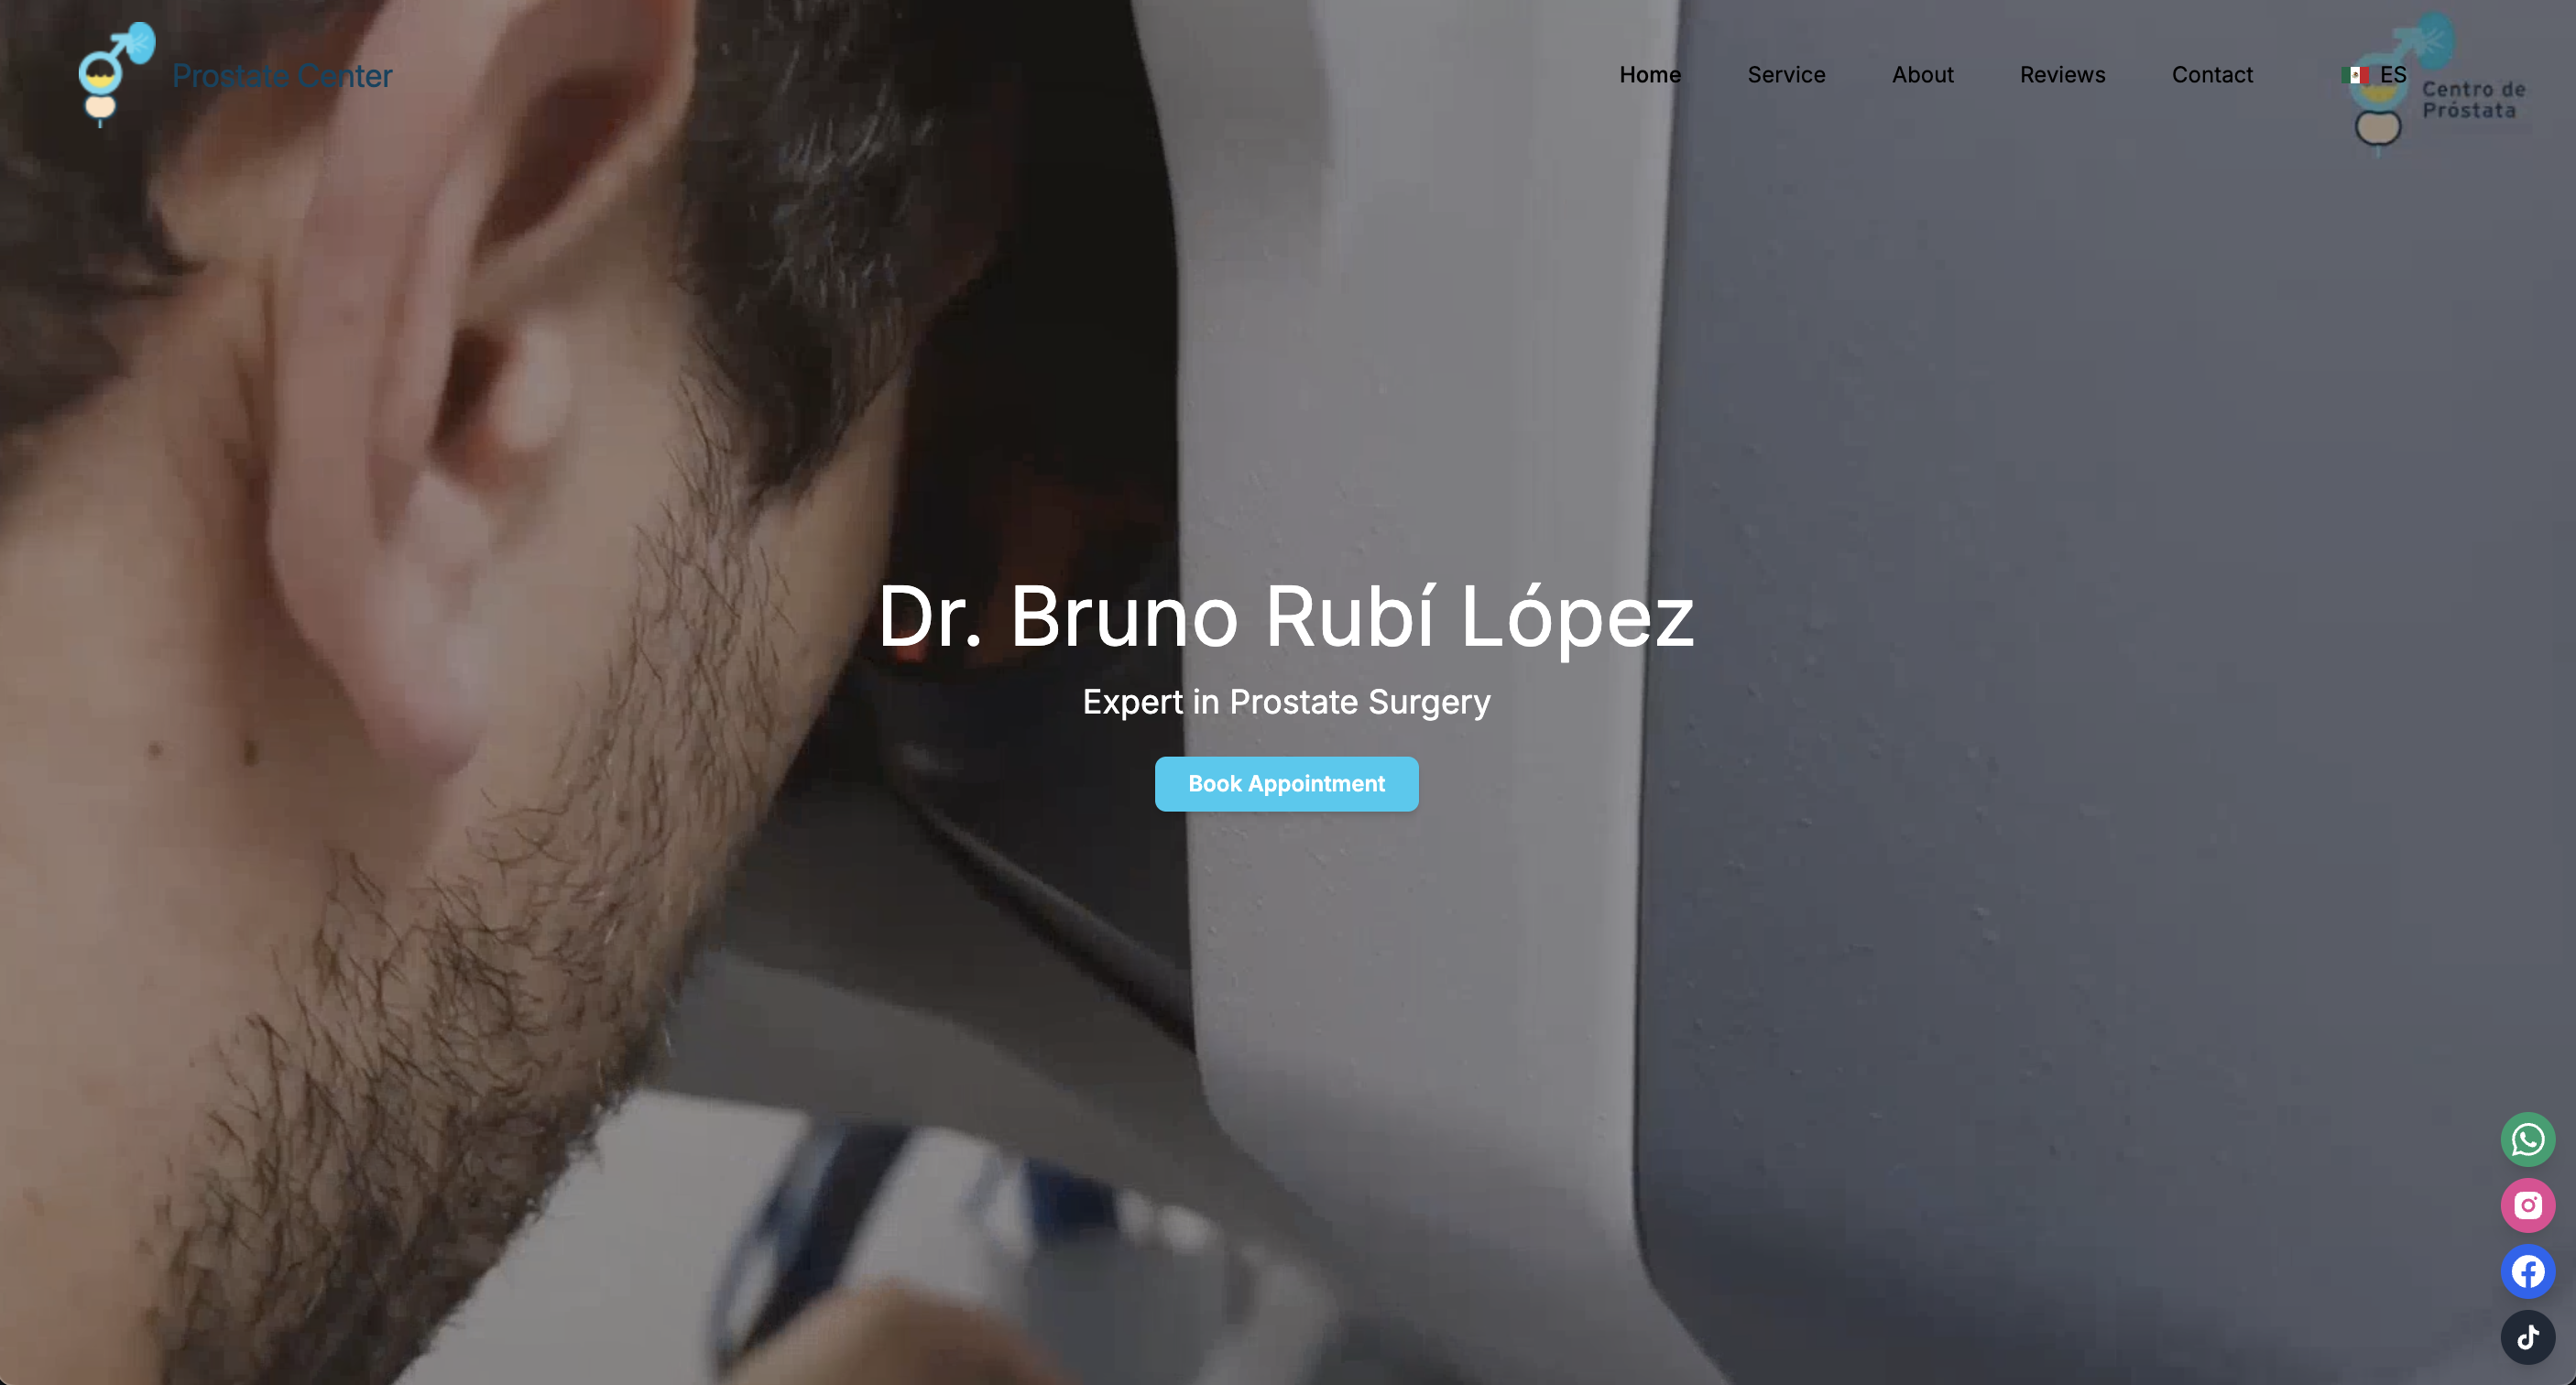 Prostate Center
Home
Service
About
Reviews
Contact
ES
Centro de
Próstata
Dr. Bruno Rubí López
Expert in Prostate Surgery
Book Appointment